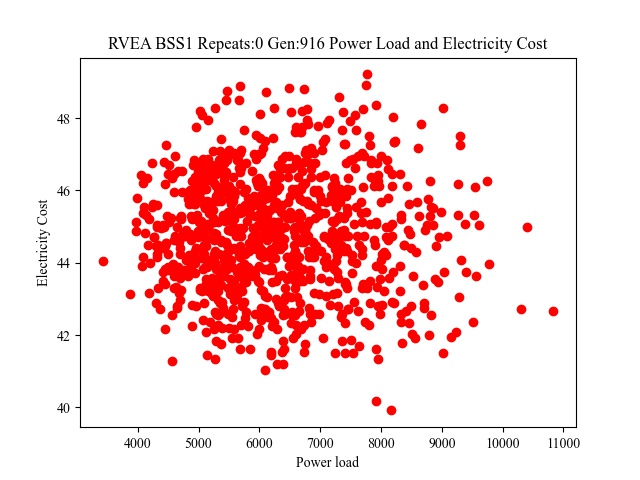 RVEA BSS1 Repeats:0 Gen:916 Power Load and Electricity Cost
48
46
44
42
40
Electricity Cost
4000 5000 6000 7000 8000 9000 10000 11000
Power load